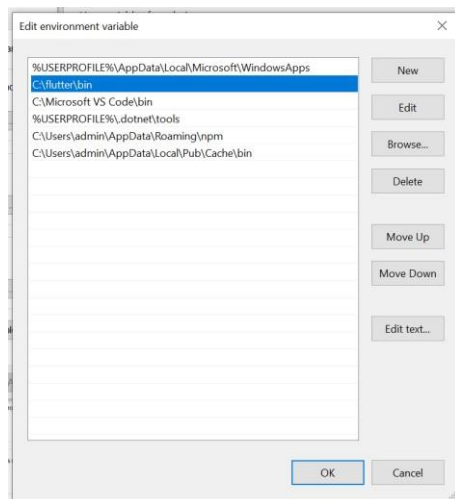 Edit environment variable
%USERPROFILE%\AppData\Local\Microsoft\WindowsApps
C:\flutter\bin
C:\Microsoft VS Code\bin
%USERPROFILE%\.dotnet\tools
C:\Users\admin\AppData\Roaming\npm
C:\Users\admin\AppData\Local\Pub\Cache\bin
New
Edit
Browse...
Delete
Move Up
Move Down
Edit text...
OK
Cancel